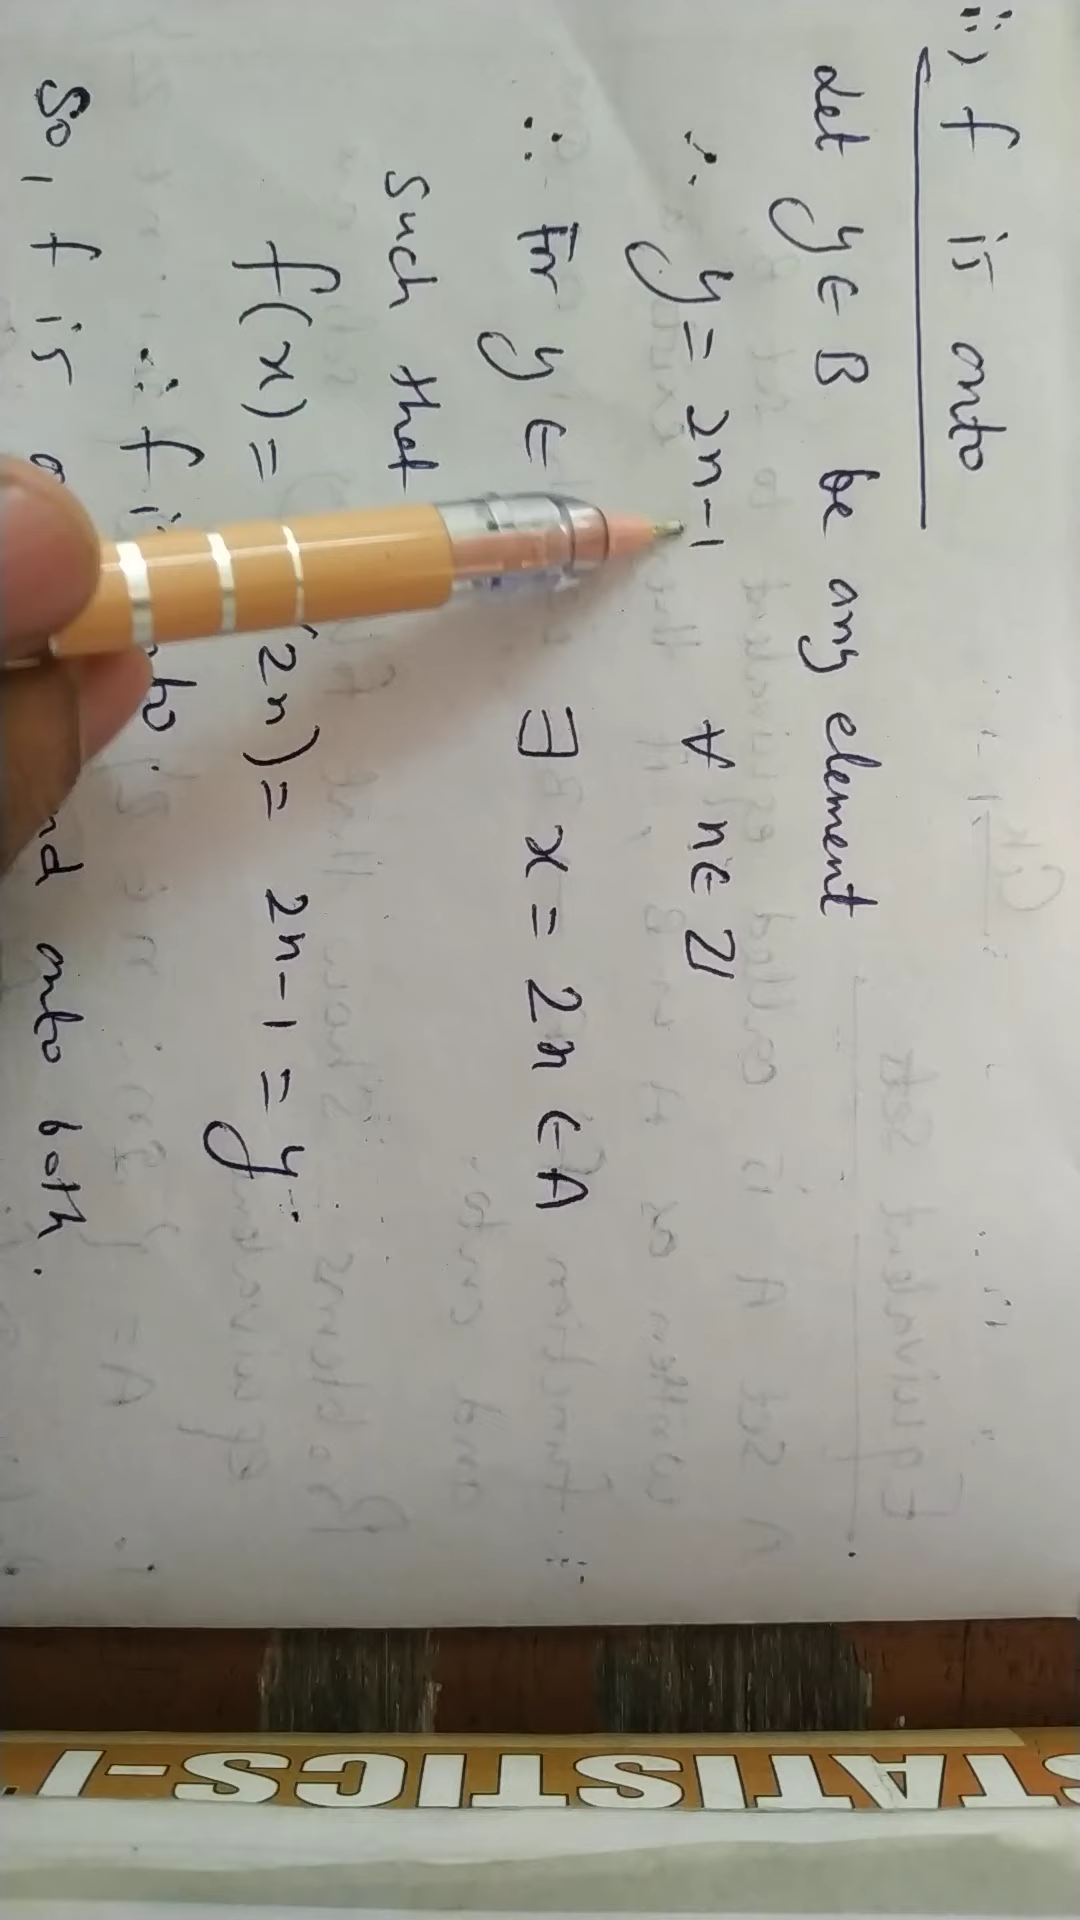 ii) f is onto
Let y ∈ B be any element
∴ y = 2n-1 ∀ n ∈ Z
∴ For y ∈ ∃ x = 2n ∈ A
such that
f(x) = (2n) = 2n-1 = y
∴ f
So, f is and onto both.
STATISTICS-I